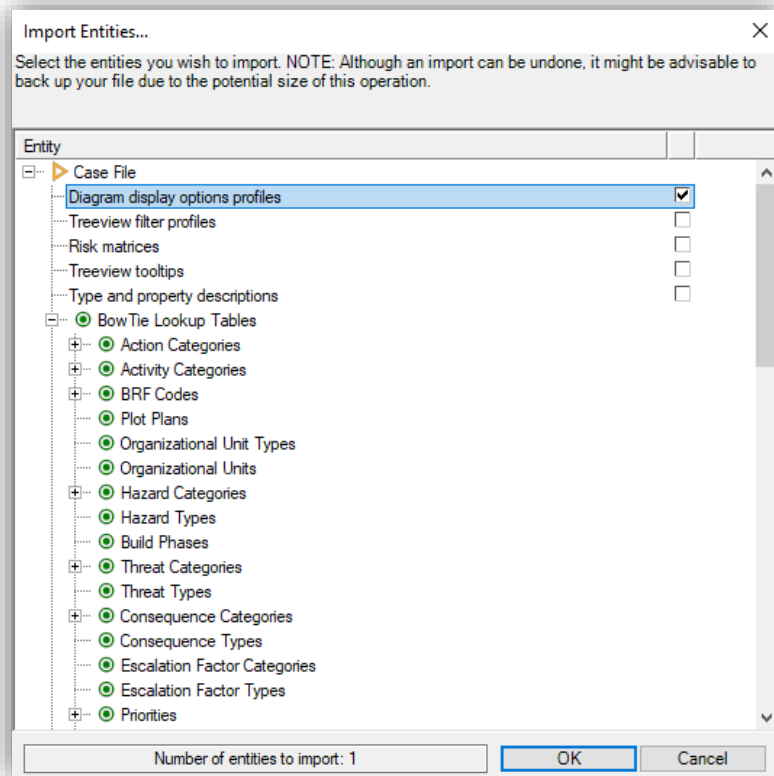 Import Entities...
Select the entities you wish to import. NOTE: Although an import can be undone, it might be advisable to
back up your file due to the potential size of this operation.
Entity
Case File
Diagram display options profiles
Treeview filter profiles
Risk matrices
Treeview tooltips
Type and property descriptions
BowTie Lookup Tables
Action Categories
Activity Categories
BRF Codes
Plot Plans
Organizational Unit Types
Organizational Units
Hazard Categories
Hazard Types
Build Phases
Threat Categories
Threat Types
Consequence Categories
Consequence Types
Escalation Factor Categories
Escalation Factor Types
Priorities
Number of entities to import: 1 OK Cancel